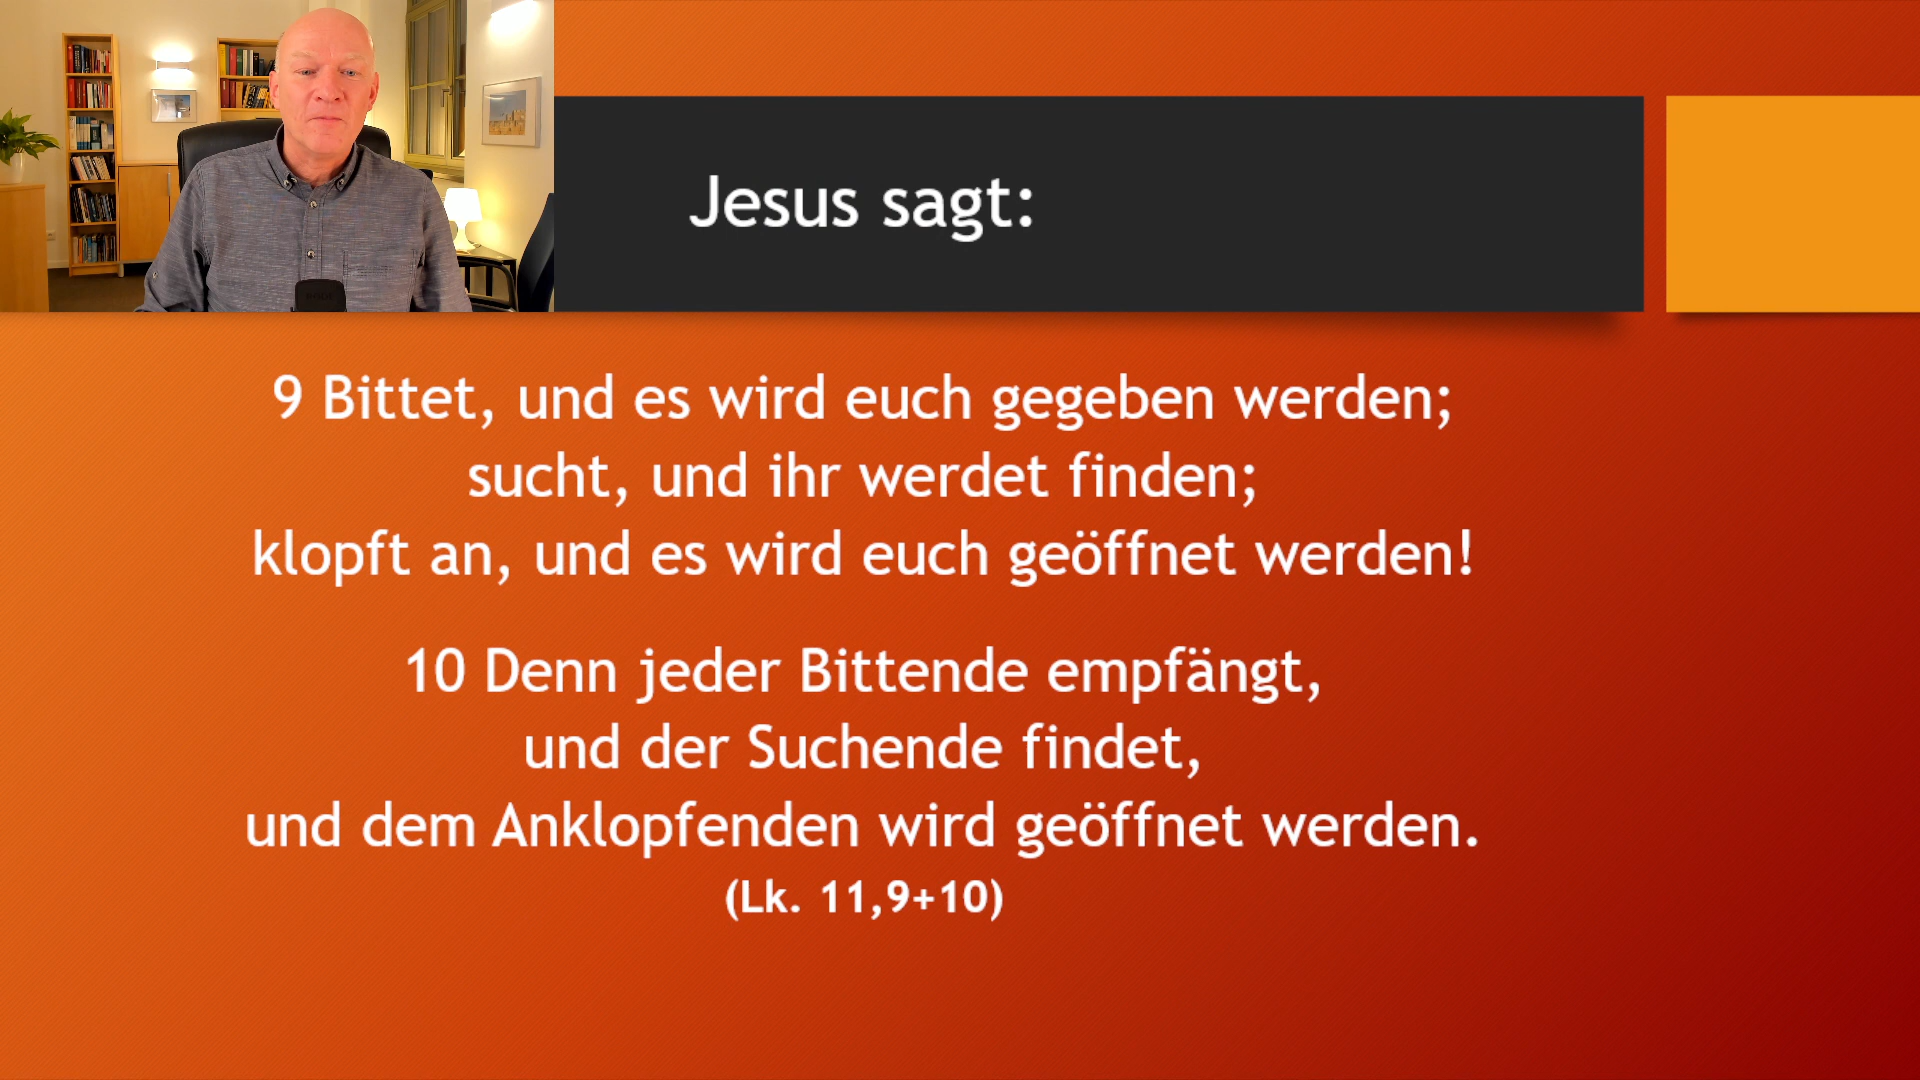 Jesus sagt:
9 Bittet, und es wird euch gegeben werden;
sucht, und ihr werdet finden;
klopft an, und es wird euch geöffnet werden!
10 Denn jeder Bittende empfängt,
und der Suchende findet,
und dem Anklopfenden wird geöffnet werden.
(Lk. 11,9+10)